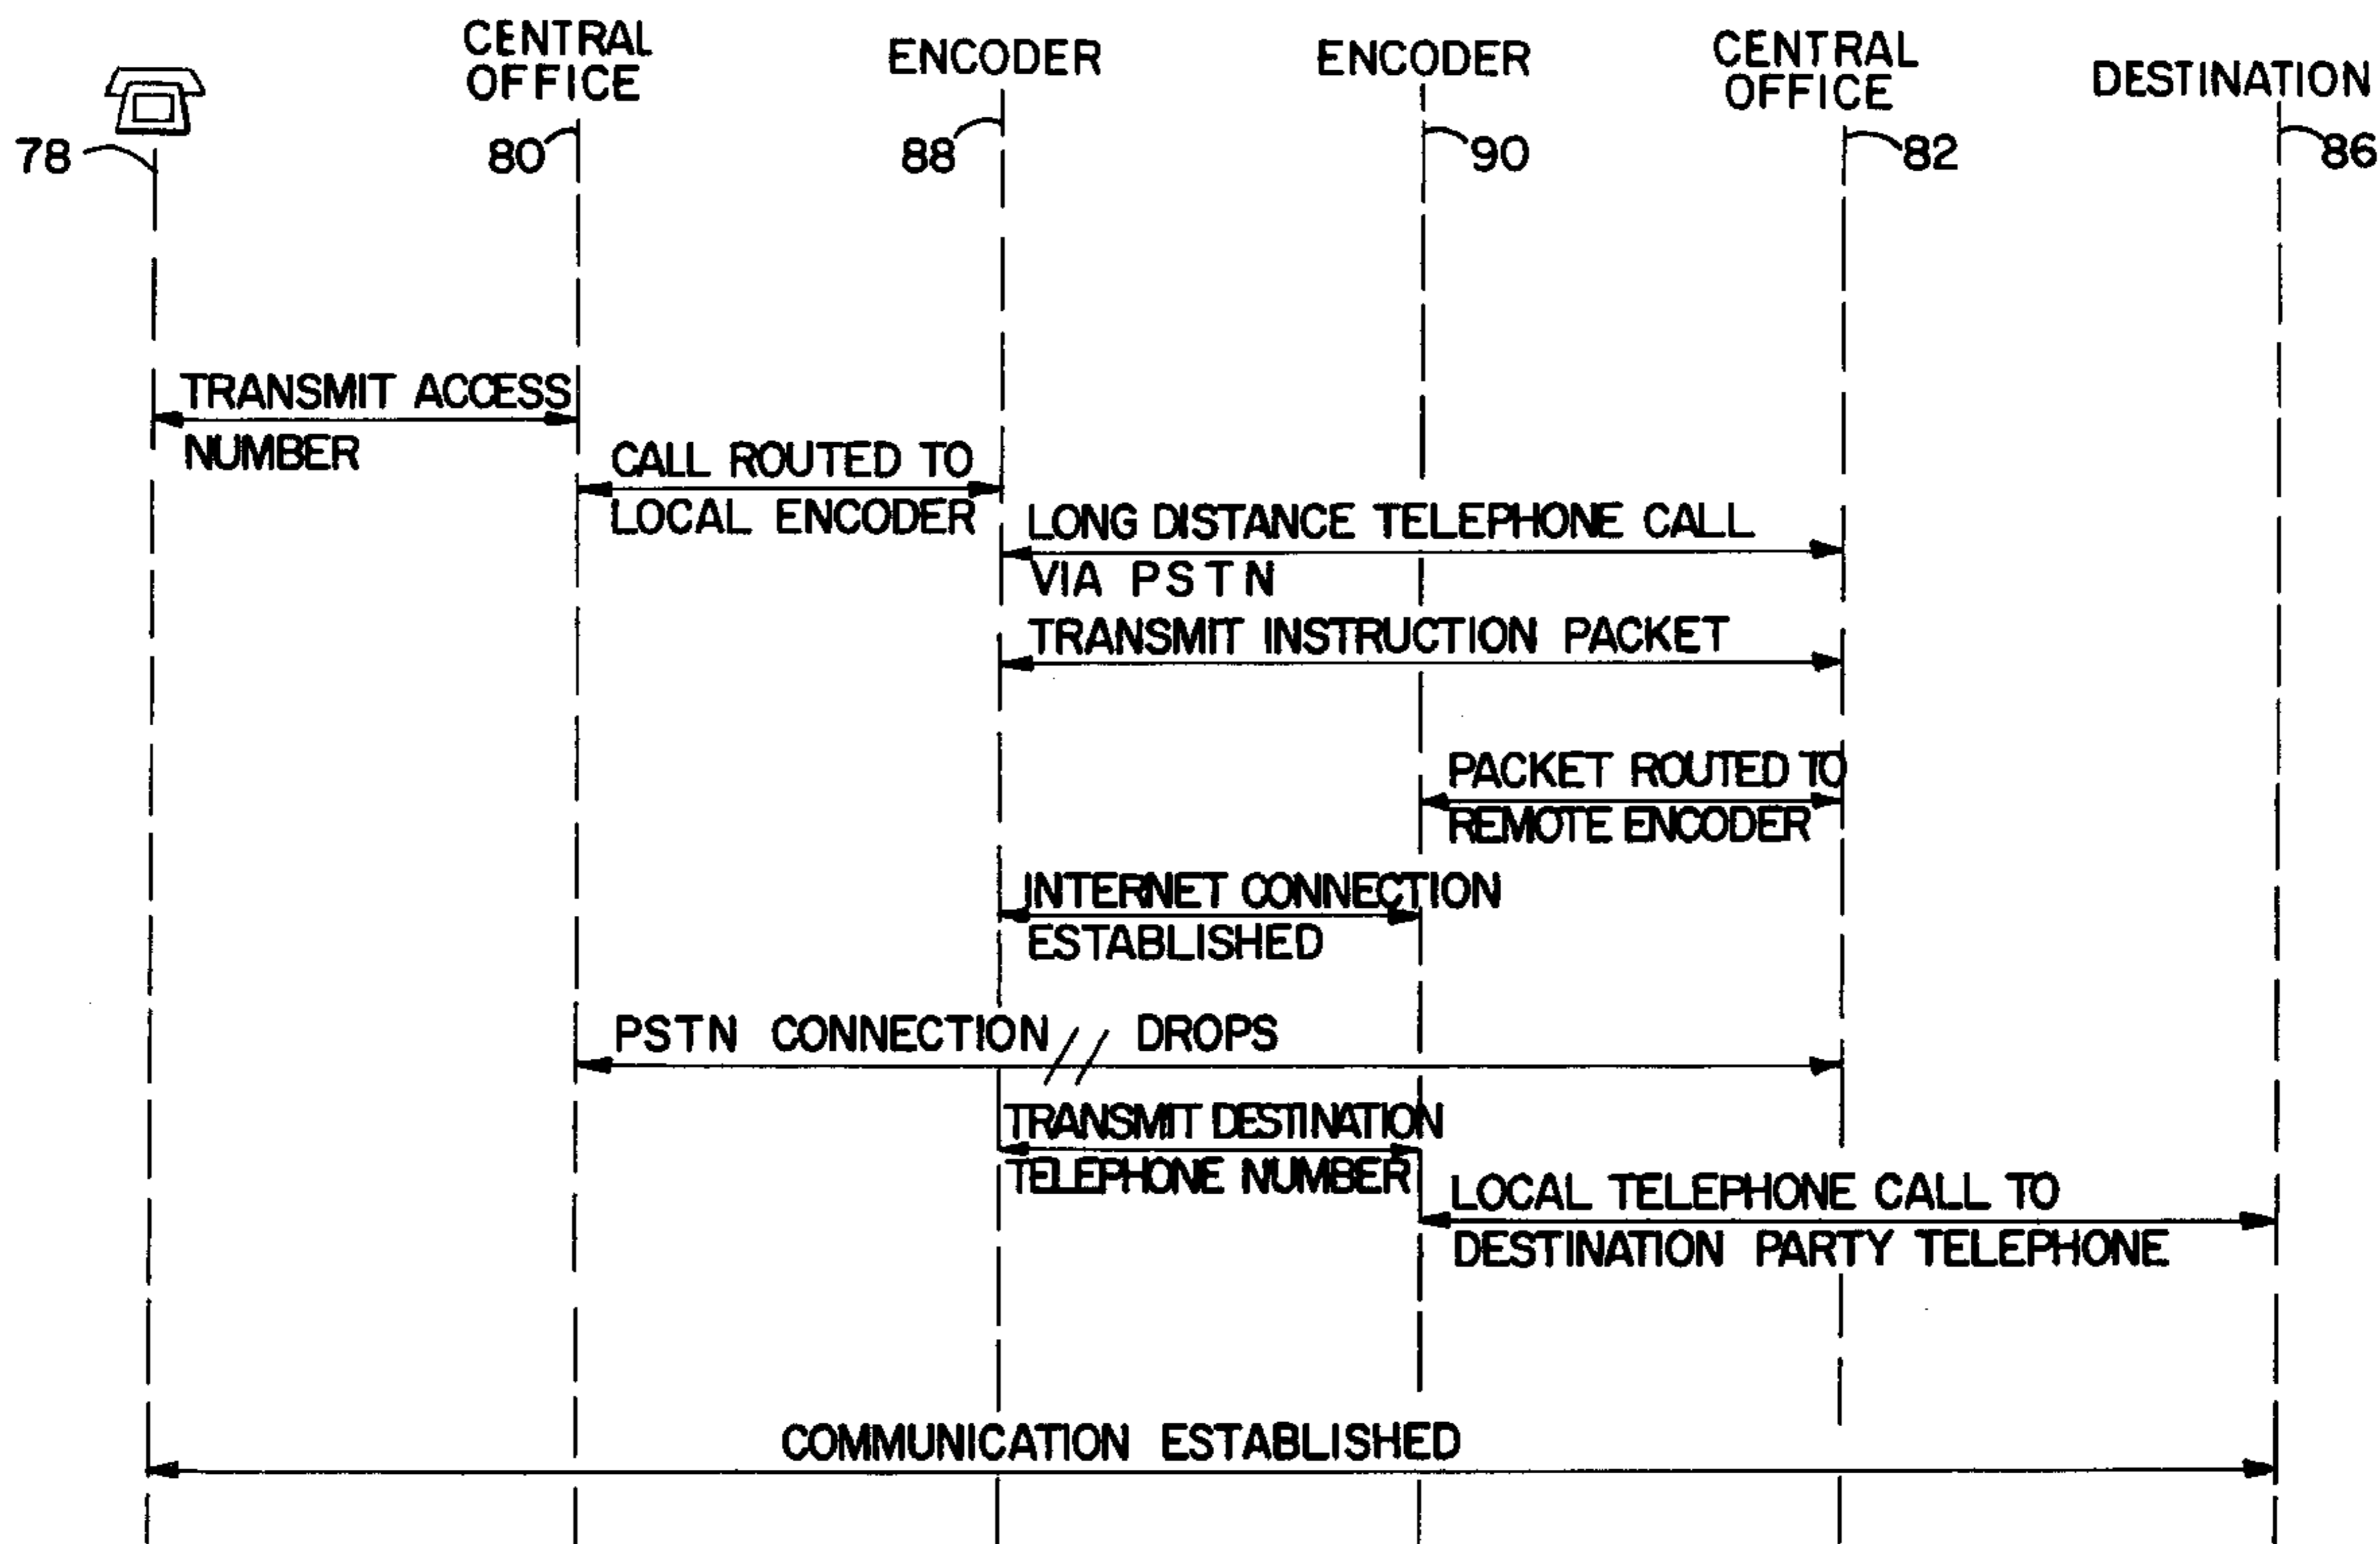 CENTRAL
OFFICE
ENCODER
ENCODER
CENTRAL
OFFICE
DESTINATION
78
80
88
90
82
86
TRANSMIT ACCESS
NUMBER
CALL ROUTED TO
LOCAL ENCODER
LONG DISTANCE TELEPHONE CALL
VIA PSTN
TRANSMIT INSTRUCTION PACKET
PACKET ROUTED TO
REMOTE ENCODER
INTERNET CONNECTION
ESTABLISHED
PSTN CONNECTION // DROPS
TRANSMIT DESTINATION
TELEPHONE NUMBER
LOCAL TELEPHONE CALL TO
DESTINATION PARTY TELEPHONE
COMMUNICATION ESTABLISHED